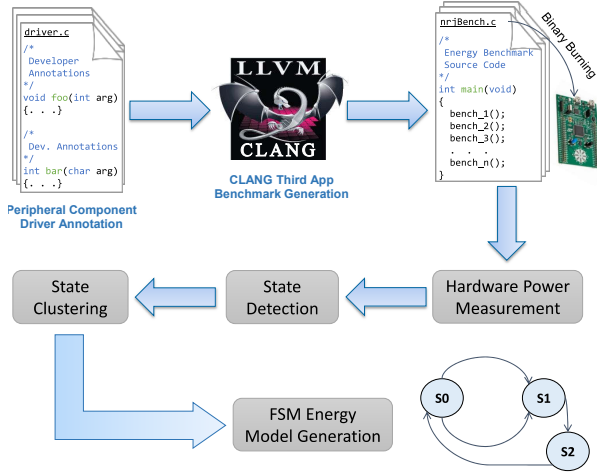 driver.c
/*
Developer
Annotations
*/
void foo(int arg)
{. . .}
/*
Dev. Annotations
*/
int bar(char arg)
{. . .}
Peripheral Component
Driver Annotation
LLVM
CLANG
CLANG Third App
Benchmark Generation
nrjBench.c
/*
Energy Benchmark
Source Code
*/
int main(void)
{
bench_1();
bench_2();
bench_3();
. . .
bench_n();
}
Binary Burning
Hardware Power
Measurement
State
Detection
State
Clustering
FSM Energy
Model Generation
S0
S1
S2